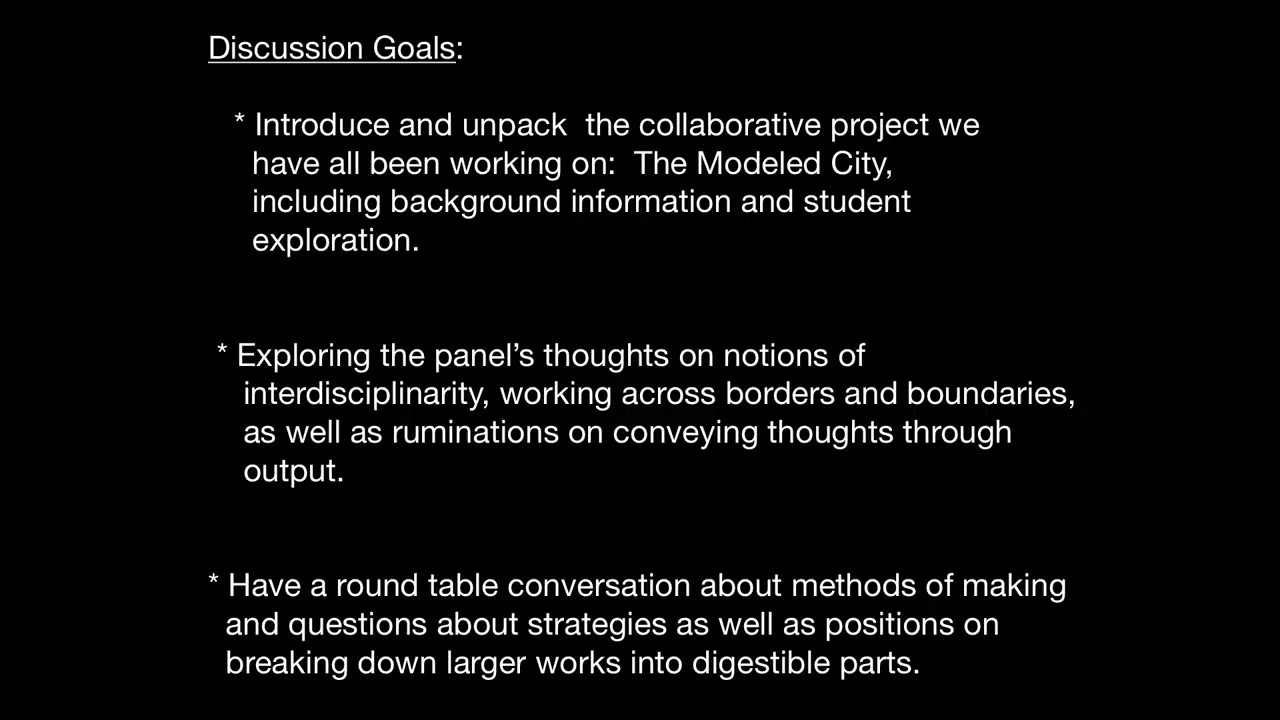 Discussion Goals:
* Introduce and unpack  the collaborative project we
have all been working on:  The Modeled City,
including background information and student
exploration.
* Exploring the panel’s thoughts on notions of
interdisciplinarity, working across borders and boundaries,
as well as ruminations on conveying thoughts through
output.
* Have a round table conversation about methods of making
and questions about strategies as well as positions on
breaking down larger works into digestible parts.